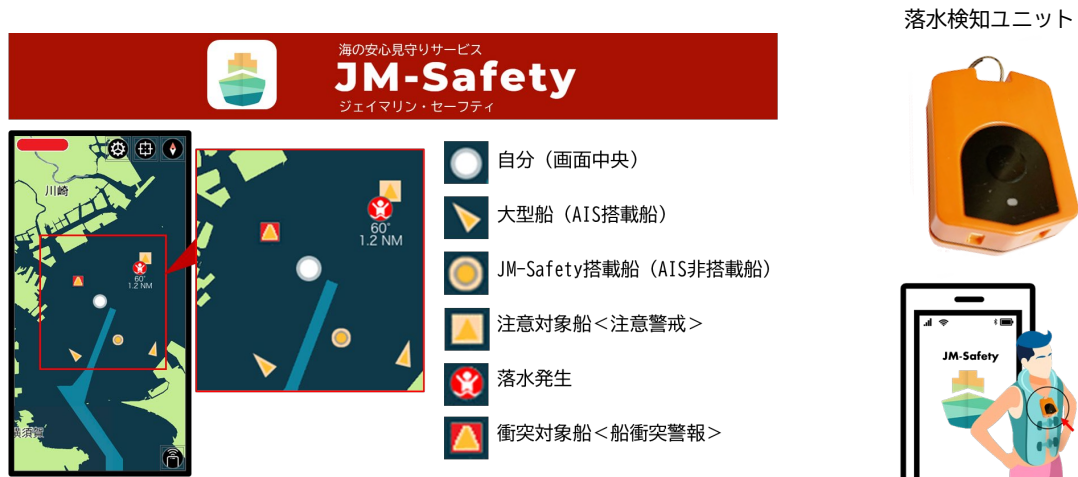 落水検知ユニット
海の安心見守りサービス
JM-Safety
ジェイマリン・セーフティ
川崎
60°
1.2 NM
横須賀
60°
1.2 NM
自分（画面中央）
大型船（AIS搭載船）
JM-Safety搭載船（AIS非搭載船）
注意対象船＜注意警戒＞
落水発生
衝突対象船＜船衝突警報＞
JM-Safety